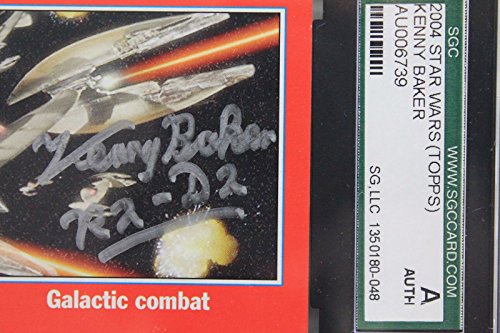 Kenny Baker
R2-D2
Galactic combat
SGC
2004 STAR WARS (TOPPS)
KENNY BAKER
AU006739
SG,LLC 1350180-048
A
AUTH
WWW.SGCCARD.COM